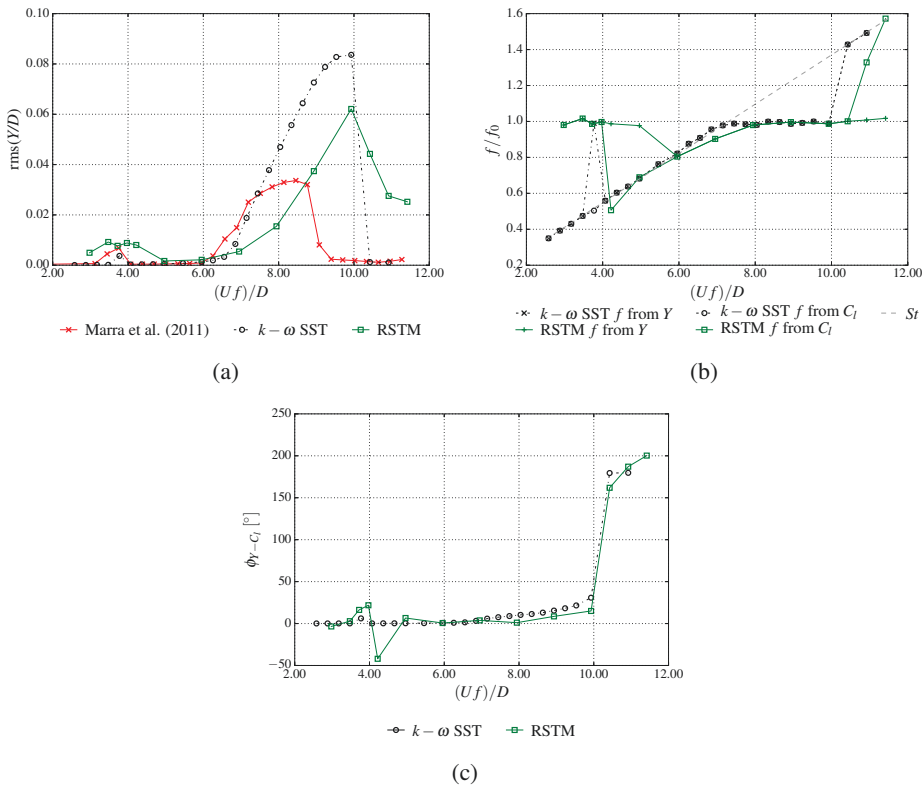 0.10
0.08
0.06
0.04
0.02
0.00
rms(Y/D)
2.00 4.00 6.00 8.00 10.00 12.00
(Uf)/D
Marra et al. (2011) k − ω SST RSTM
(a)
1.6
1.4
1.2
1.0
0.8
0.6
0.4
0.2
f/f0
2.00 4.00 6.00 8.00 10.00 12.00
(Uf)/D
k − ω SST f from Y k − ω SST f from Cl St
RSTM f from Y RSTM f from Cl
(b)
250
200
150
100
50
0
−50
ϕY−Cl [°]
2.00 4.00 6.00 8.00 10.00 12.00
(Uf)/D
k − ω SST RSTM
(c)